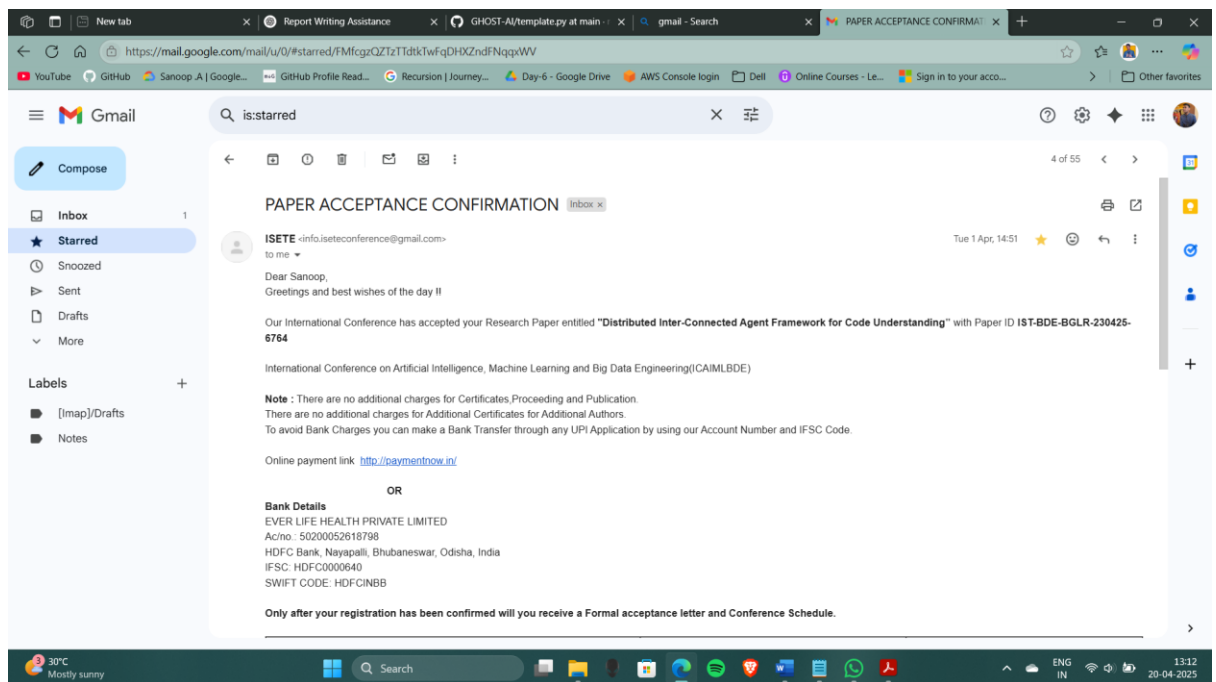 New tab
Report Writing Assistance
GHOST-AI/template.py at main
gmail - Search
PAPER ACCEPTANCE CONFIRMATI
https://mail.google.com/mail/u/0/#starred/FMfcgzQZTzTTdtkTwFqDHXZndFNqqxWV
YouTube
GitHub
Sanoop .A | Google...
GitHub Profile Read...
Recursion | Journey...
Day-6 - Google Drive
AWS Console login
Dell
Online Courses - Le...
Sign in to your acco...
Other favorites
Gmail
is:starred
Compose
4 of 55
Inbox 1
Starred
Snoozed
Sent
Drafts
More
Labels
[Imap]/Drafts
Notes
PAPER ACCEPTANCE CONFIRMATION Inbox x
ISETE <info.iseteconference@gmail.com>
Tue 1 Apr, 14:51
to me
Dear Sanoop,
Greetings and best wishes of the day !!
Our International Conference has accepted your Research Paper entitled "Distributed Inter-Connected Agent Framework for Code Understanding" with Paper ID IST-BDE-BGLR-230425-
6764
International Conference on Artificial Intelligence, Machine Learning and Big Data Engineering(ICAIMLBDE)
Note : There are no additional charges for Certificates,Proceeding and Publication.
There are no additional charges for Additional Certificates for Additional Authors.
To avoid Bank Charges you can make a Bank Transfer through any UPI Application by using our Account Number and IFSC Code.
Online payment link http://paymentnow.in/
OR
Bank Details
EVER LIFE HEALTH PRIVATE LIMITED
Ac/no.: 50200052618798
HDFC Bank, Nayapalli, Bhubaneswar, Odisha, India
IFSC: HDFC0000640
SWIFT CODE: HDFCINBB
Only after your registration has been confirmed will you receive a Formal acceptance letter and Conference Schedule.
3
30°C
Mostly sunny
Search
ENG
IN
13:12
20-04-2025